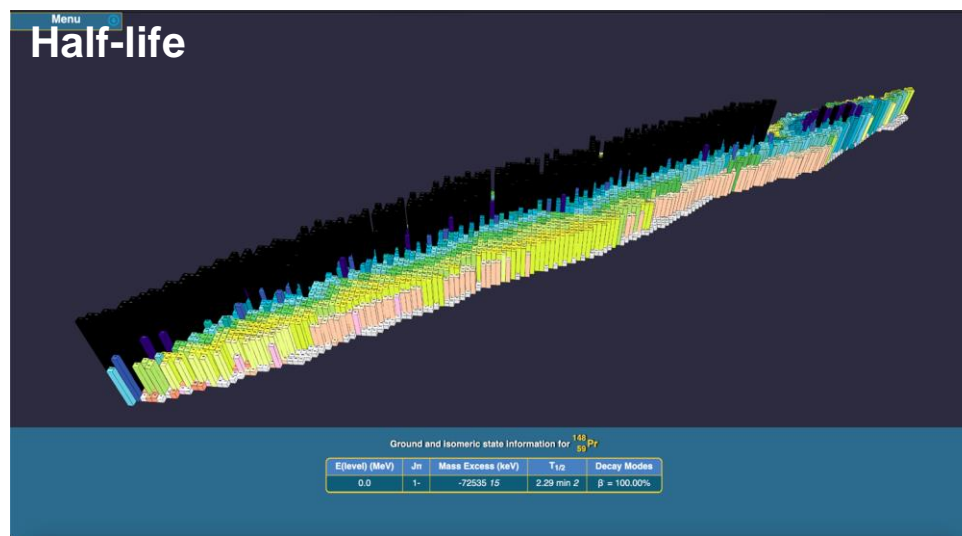 Menu
Half-life
Ground and isomeric state information for 148 59 Pr
E(level) (MeV) Jπ Mass Excess (keV) T1/2 Decay Modes
0.0 1- -72535 15 2.29 min 2 β- = 100.00%